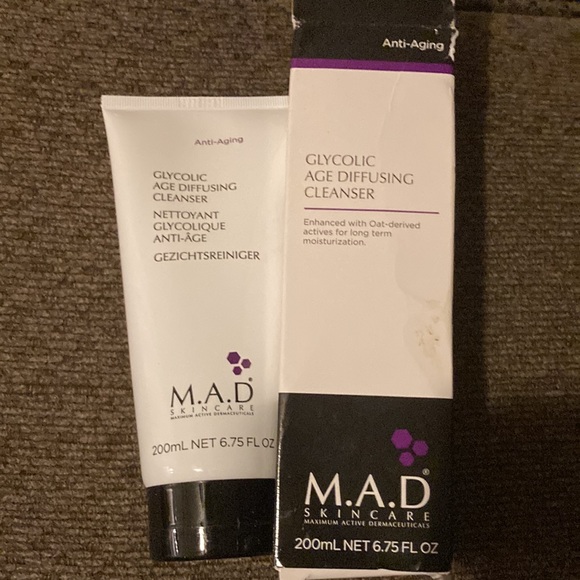 Anti-Aging
GLYCOLIC
AGE DIFFUSING
CLEANSER
NETTOYANT
GLYCOLIQUE
ANTI-ÂGE
GEZICHTSREINIGER
M.A.D®
SKINCARE
MAXIMUM ACTIVE DERMACEUTICALS
200mL NET 6.75 FL OZ
Anti-Aging
GLYCOLIC
AGE DIFFUSING
CLEANSER
Enhanced with Oat-derived
actives for long term
moisturization.
M.A.D®
SKINCARE
MAXIMUM ACTIVE DERMACEUTICALS
200mL NET 6.75 FL OZ